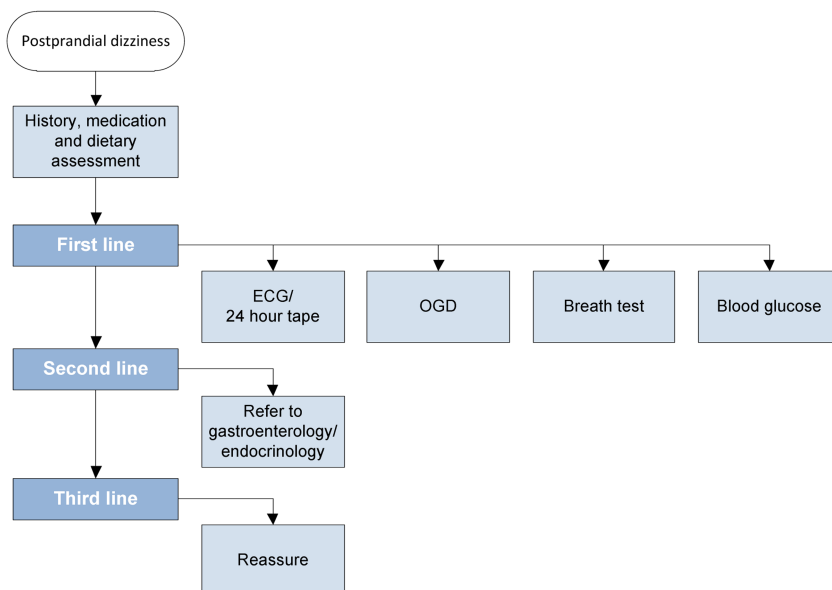 Postprandial dizziness
History, medication
and dietary
assessment
First line
ECG/
24 hour tape
OGD
Breath test
Blood glucose
Second line
Refer to
gastroenterology/
endocrinology
Third line
Reassure